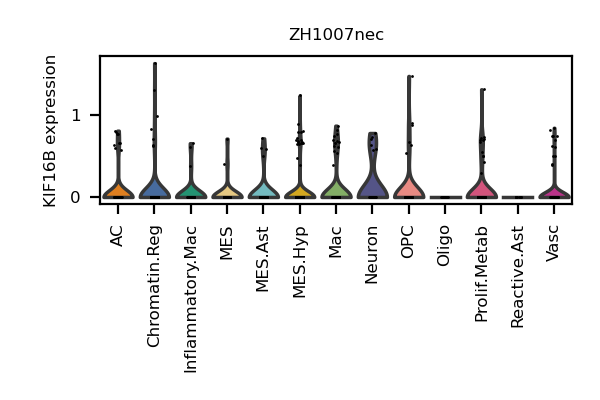 ZH1007nec
KIF16B expression
1
0
AC
Chromatin.Reg
Inflammatory.Mac
MES
MES.Ast
MES.Hyp
Mac
Neuron
OPC
Oligo
Prolif.Metab
Reactive.Ast
Vasc